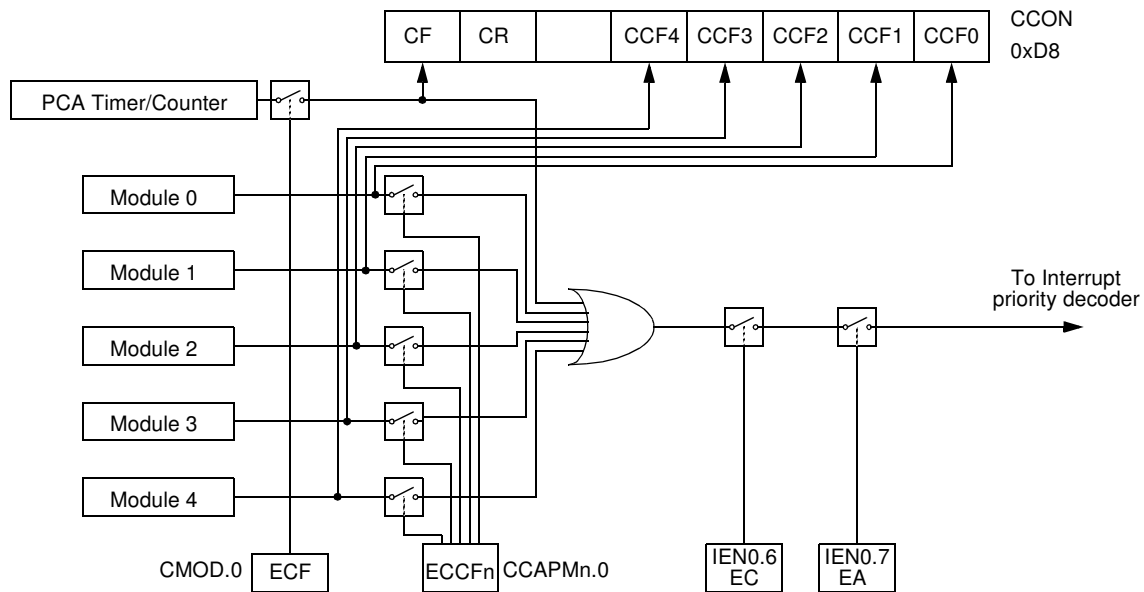 CF CR CCF4 CCF3 CCF2 CCF1 CCF0
CCON
0xD8
PCA Timer/Counter
Module 0
Module 1
Module 2
Module 3
Module 4
To Interrupt
priority decoder
CMOD.0 ECF
ECCFn CCAPMn.0
IEN0.6
EC
IEN0.7
EA